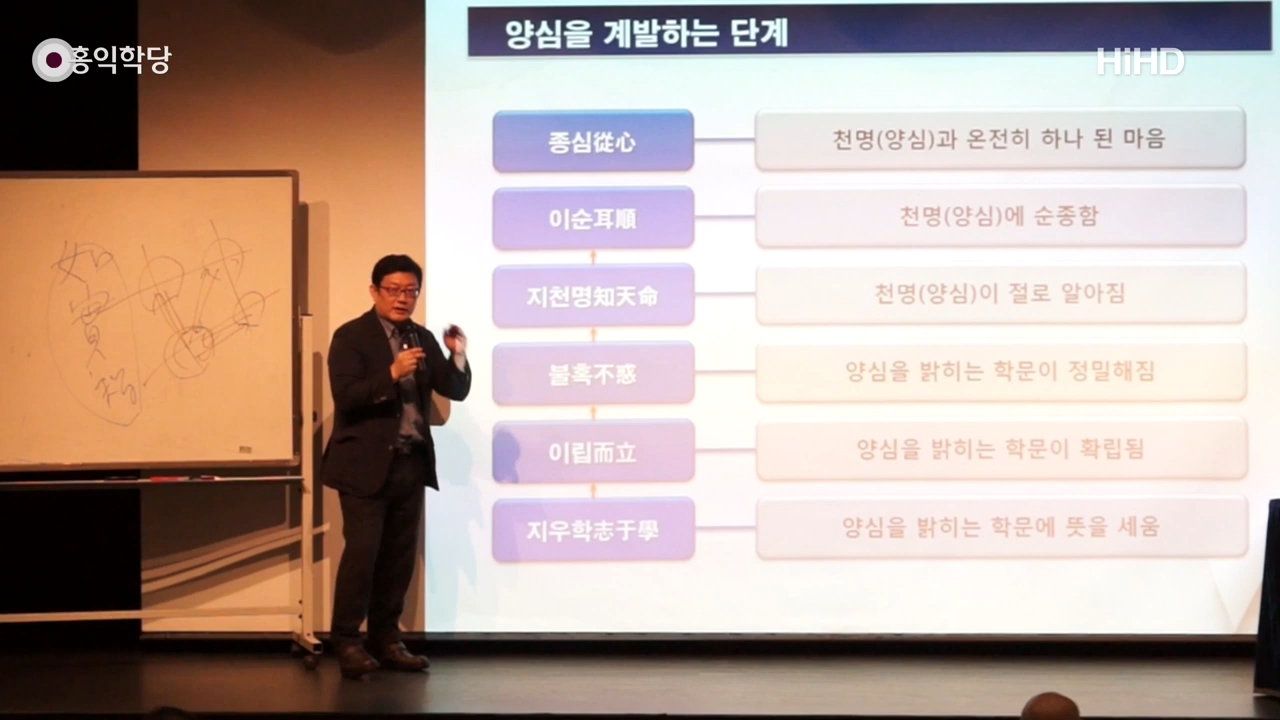 홍익학당
HiHD
양심을 계발하는 단계
종심從心 천명(양심)과 온전히 하나 된 마음
이순耳順 천명(양심)에 순종함
지천명知天命 천명(양심)이 절로 알아짐
불혹不惑 양심을 밝히는 학문이 정밀해짐
이립而立 양심을 밝히는 학문이 확립됨
지우학志于學 양심을 밝히는 학문에 뜻을 세움
如
實